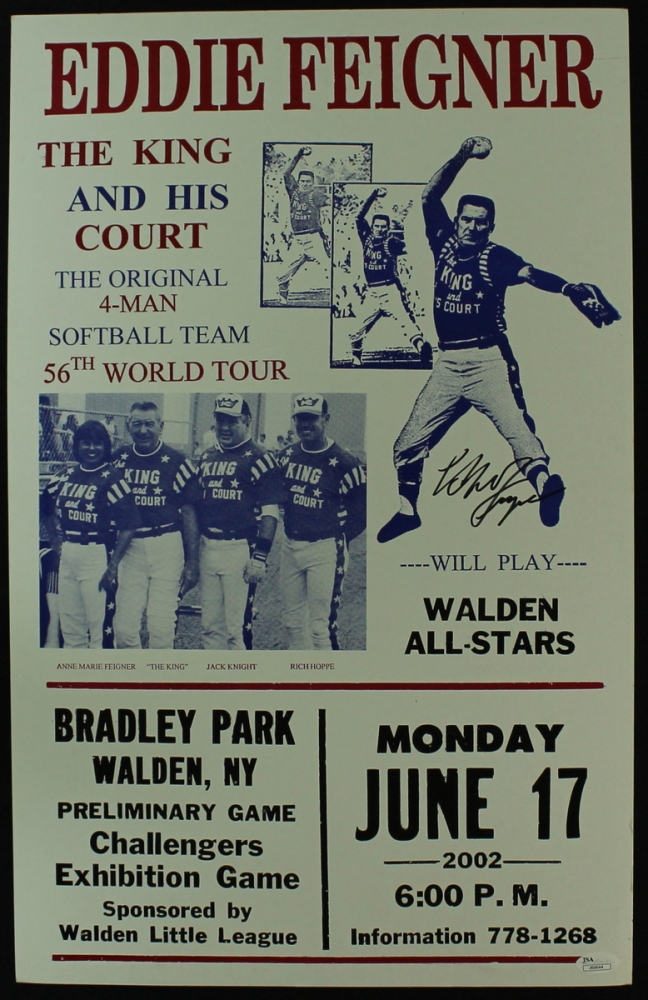 EDDIE FEIGNER
THE KING
AND HIS
COURT
THE ORIGINAL
4-MAN
SOFTBALL TEAM
56TH WORLD TOUR
KING
and
COURT
KING
and
S COURT
KING
and
COURT
KING
and
COURT
KING
and
COURT
KING
and
COURT
ANNE MARIE FEIGNER "THE KING" JACK KNIGHT RICH HOPPE
----WILL PLAY----
WALDEN
ALL-STARS
BRADLEY PARK
WALDEN, NY
PRELIMINARY GAME
Challengers
Exhibition Game
Sponsored by
Walden Little League
MONDAY
JUNE 17
2002
6:00 P. M.
Information 778-1268
JSA